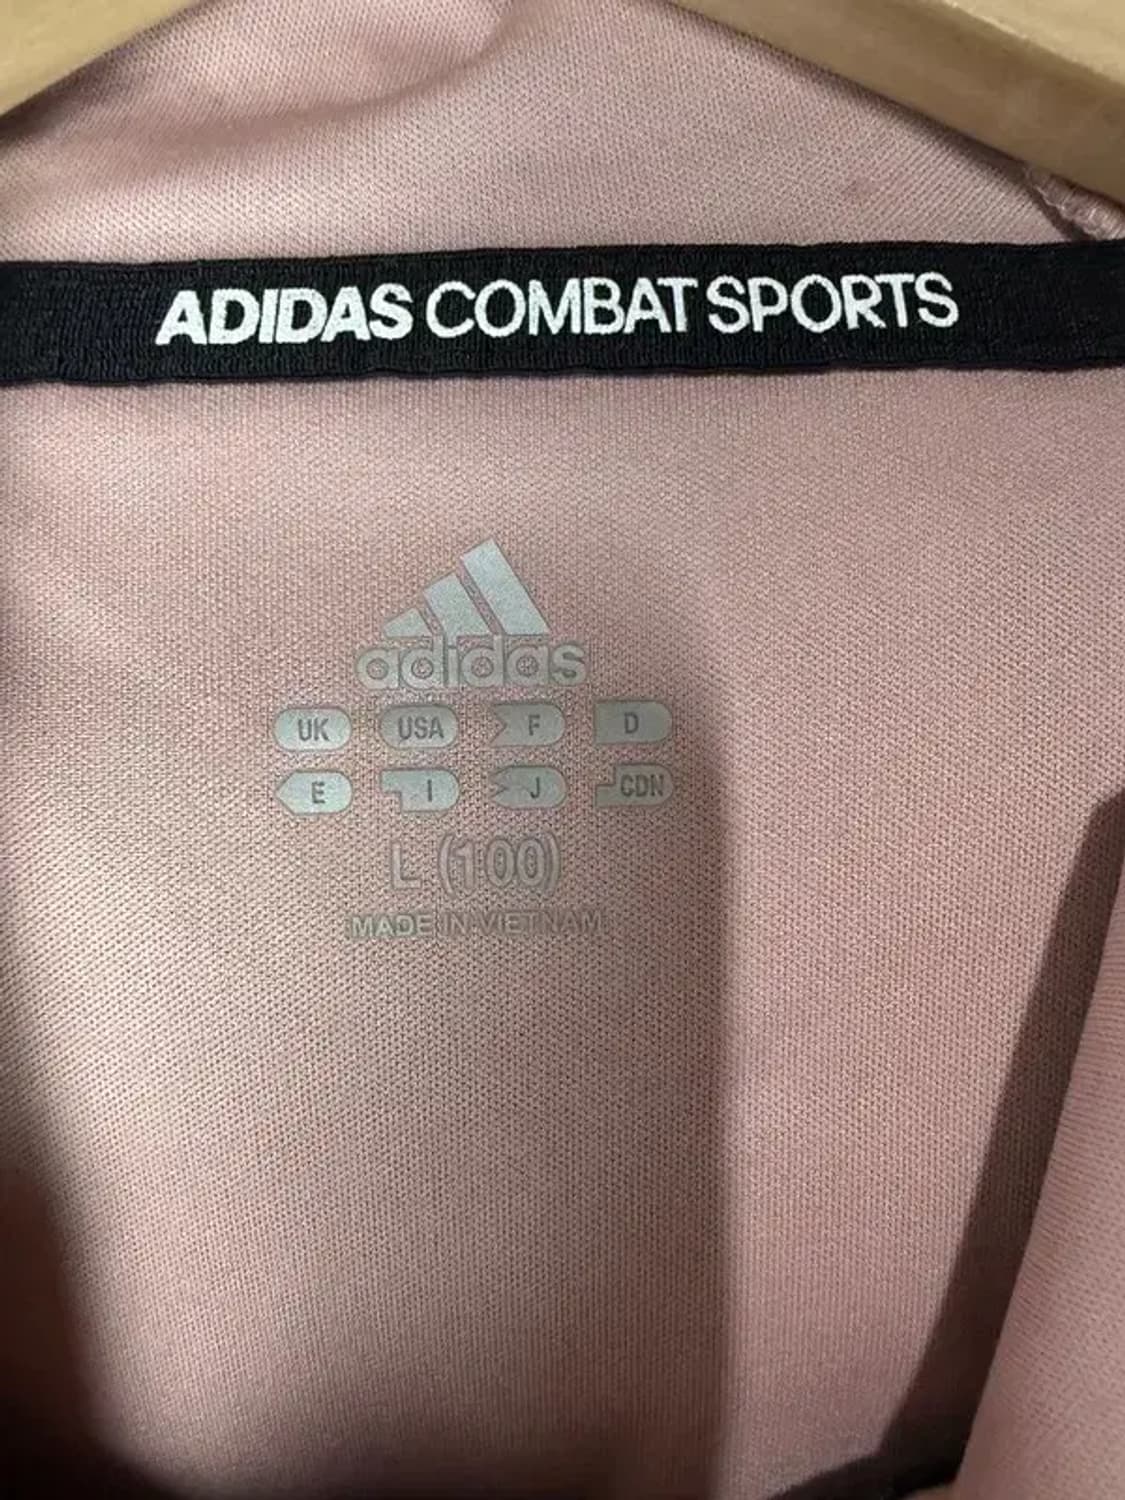 ADIDAS COMBAT SPORTS
adidas
UK USA F D
E I J CDN
L (100)
MADE IN VIETNAM